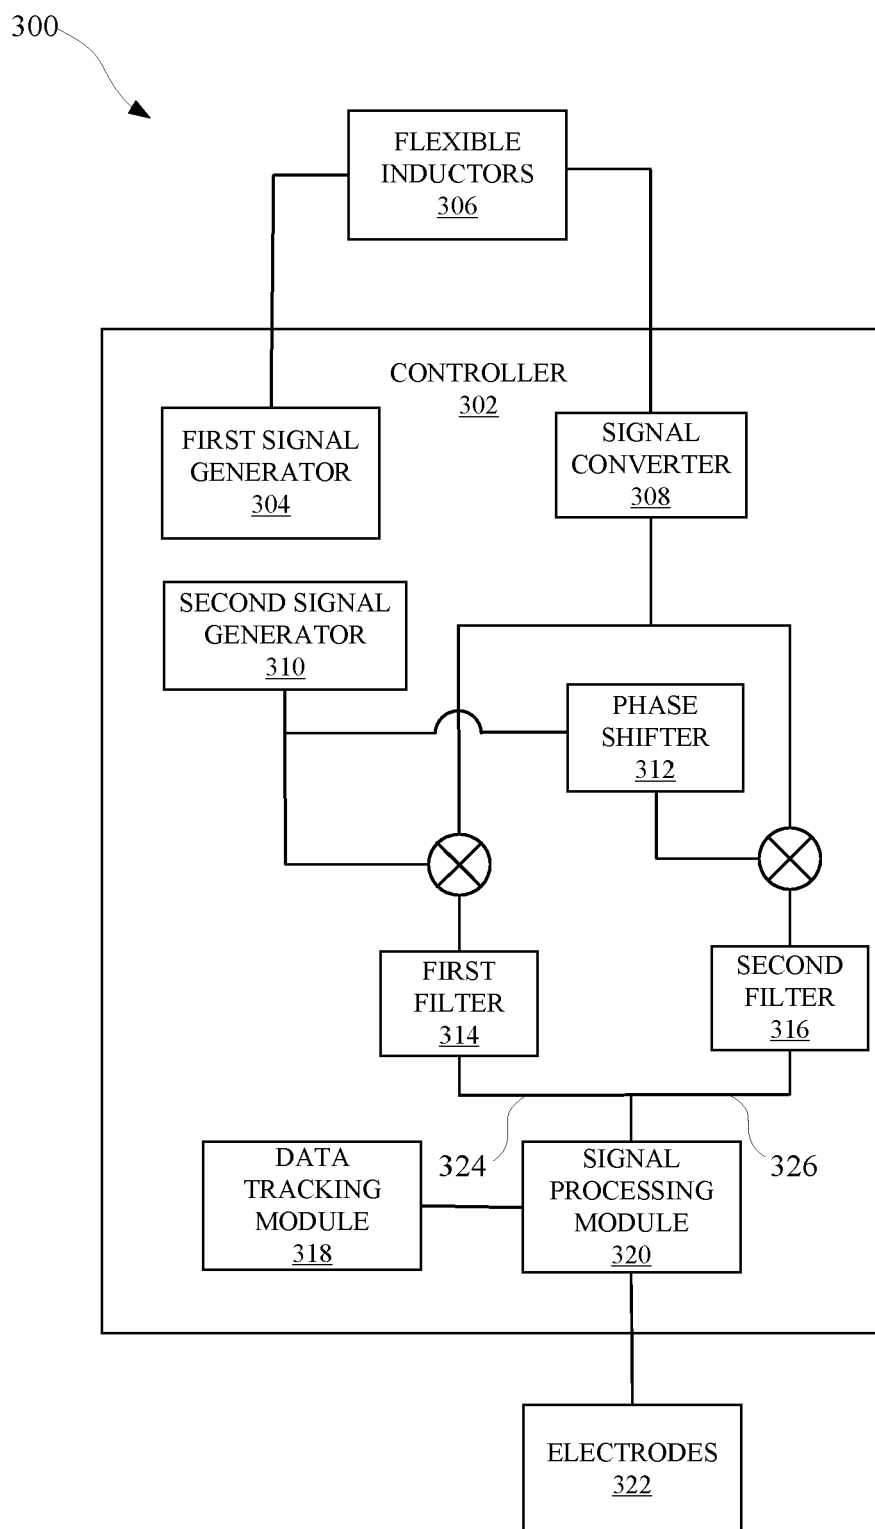 300
FLEXIBLE
INDUCTORS
306
CONTROLLER
302
FIRST SIGNAL
GENERATOR
304
SIGNAL
CONVERTER
308
SECOND SIGNAL
GENERATOR
310
PHASE
SHIFTER
312
FIRST
FILTER
314
SECOND
FILTER
316
324
326
DATA
TRACKING
MODULE
318
SIGNAL
PROCESSING
MODULE
320
ELECTRODES
322